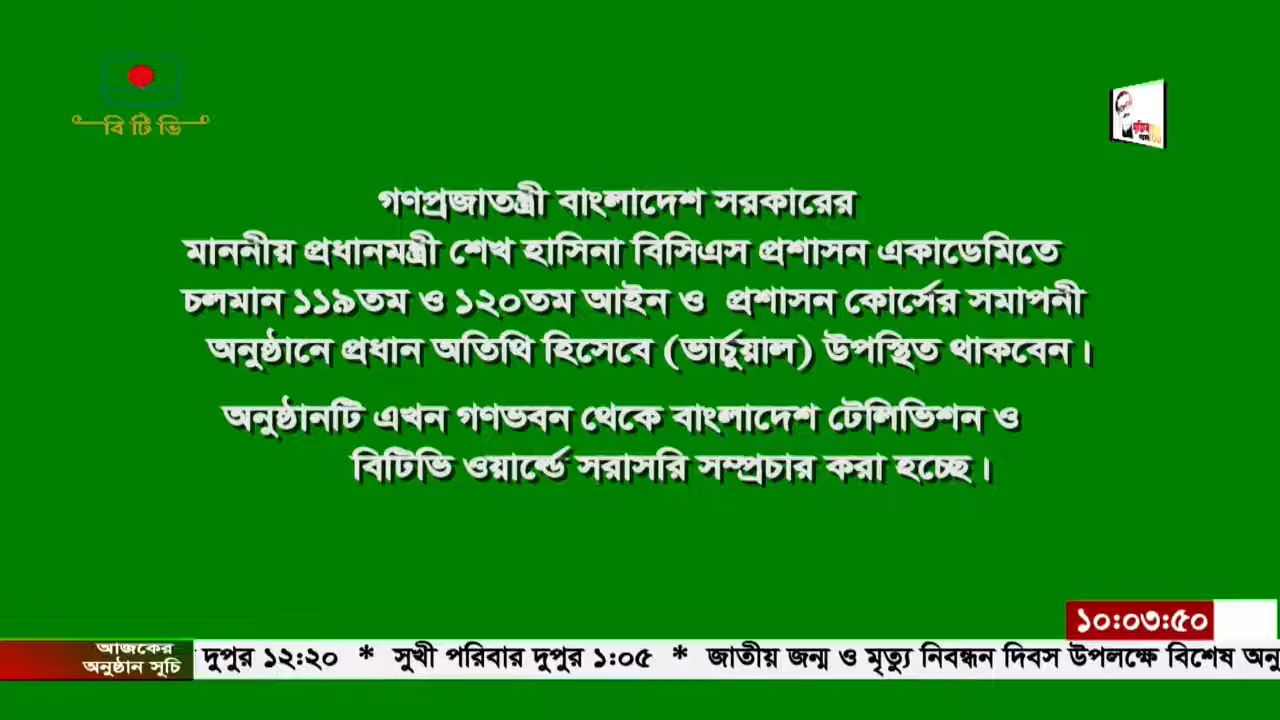 বি টি ভি
গণপ্রজাতন্ত্রী বাংলাদেশ সরকারের
মাননীয় প্রধানমন্ত্রী শেখ হাসিনা বিসিএস প্রশাসন একাডেমিতে
চলমান ১১৯তম ও ১২০তম আইন ও প্রশাসন কোর্সের সমাপনী
অনুষ্ঠানে প্রধান অতিথি হিসেবে (ভার্চুয়াল) উপস্থিত থাকবেন।
অনুষ্ঠানটি এখন গণভবন থেকে বাংলাদেশ টেলিভিশন ও
বিটিভি ওয়ার্ল্ডে সরাসরি সম্প্রচার করা হচ্ছে।
১০:০৩:৫০
আজকের
অনুষ্ঠান সূচি
দুপুর ১২:২০ * সুখী পরিবার দুপুর ১:০৫ * জাতীয় জন্ম ও মৃত্যু নিবন্ধন দিবস উপলক্ষে বিশেষ অনু